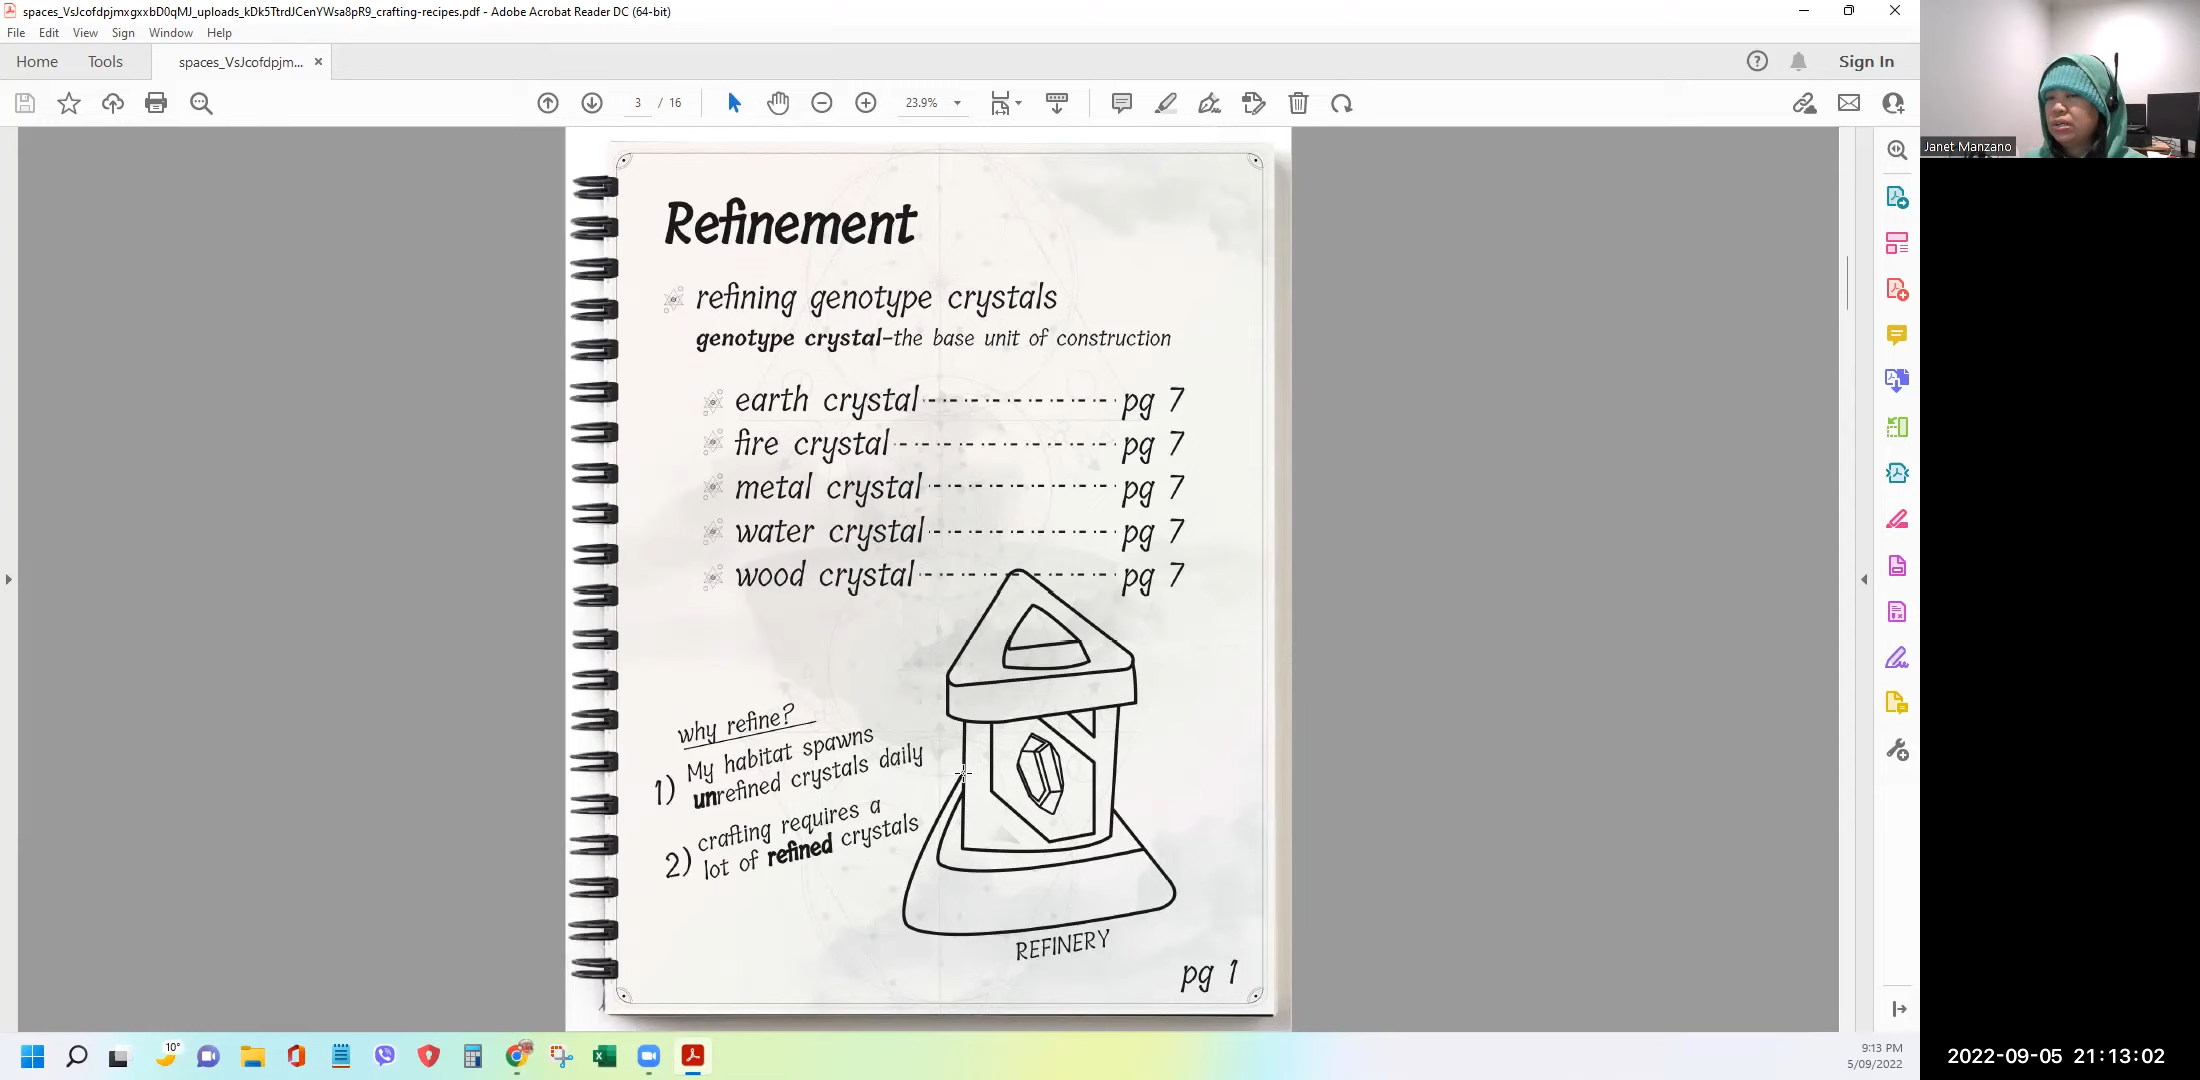 spaces_VsJcofdpjmxgxxbD0qMJ_uploads_kDk5TtrdJCenYWsa8pR9_crafting-recipes.pdf - Adobe Acrobat Reader DC (64-bit)
File Edit View Sign Window Help
Home Tools spaces_VsJcofdpjm... Sign In
3 / 16 23.9%
Janet Manzano
Refinement
refining genotype crystals
genotype crystal-the base unit of construction
earth crystal pg 7
fire crystal pg 7
metal crystal pg 7
water crystal pg 7
wood crystal pg 7
why refine?
1) My habitat spawns
unrefined crystals daily
2) crafting requires a
lot of refined crystals
REFINERY
pg 1
10°
9:13 PM
5/09/2022
2022-09-05 21:13:02